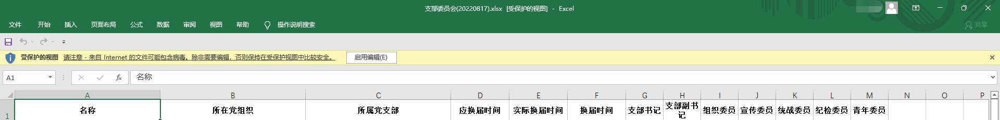 支部委员会(20220817).xlsx [受保护的视图] - Excel
文件 开始 插入 页面布局 公式 数据 审阅 视图 帮助 操作说明搜索 共享
受保护的视图 请注意 - 来自 Internet 的文件可能包含病毒。除非需要编辑，否则保持在受保护视图中比较安全。 启用编辑(E)
A1 fx 名称
A B C D E F G H I J K L M N O P
1 名称 所在党组织 所属党支部 应换届时间 实际换届时间 换届时间 支部书记 支部副书记 组织委员 宣传委员 统战委员 纪检委员 青年委员